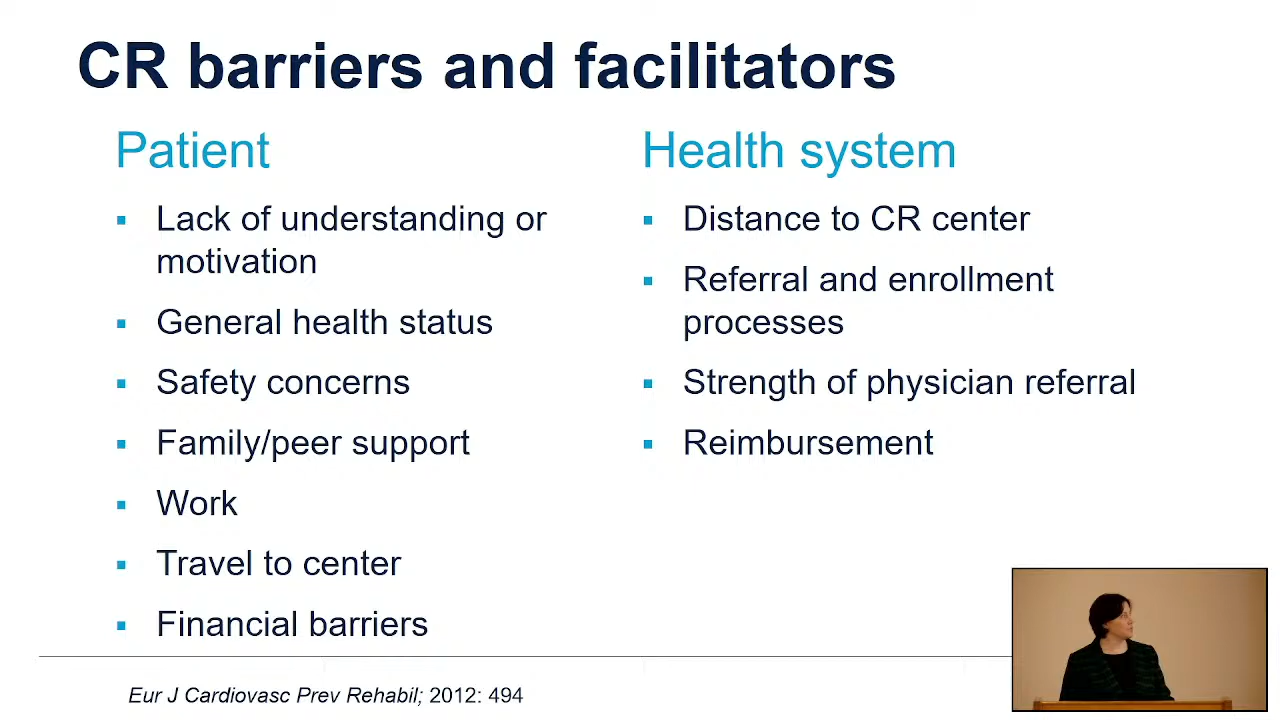 CR barriers and facilitators
Patient
Lack of understanding or
motivation
General health status
Safety concerns
Family/peer support
Work
Travel to center
Financial barriers
Health system
Distance to CR center
Referral and enrollment
processes
Strength of physician referral
Reimbursement
Eur J Cardiovasc Prev Rehabil; 2012: 494